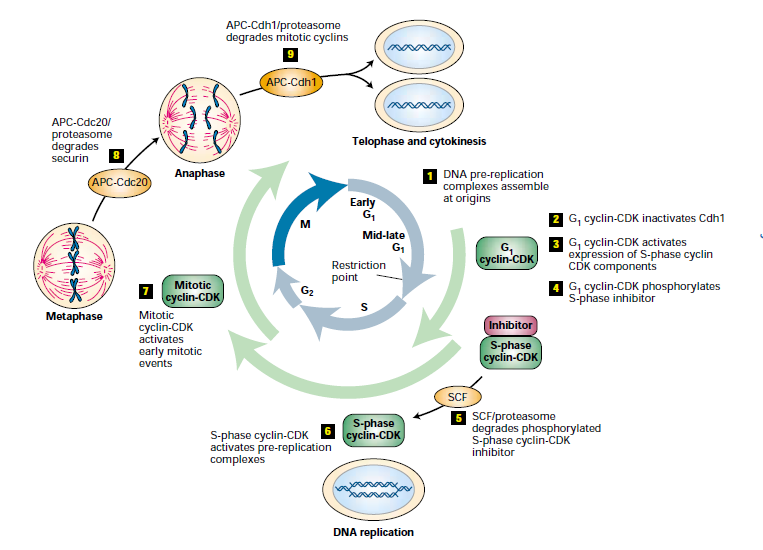 APC-Cdh1/proteasome
degrades mitotic cyclins
9
APC-Cdh1
Telophase and cytokinesis
APC-Cdc20/
proteasome
degrades
securin
8
APC-Cdc20
Anaphase
Metaphase
1 DNA pre-replication
complexes assemble
at origins
Early
G1
Mid-late
G1
Restriction
point
M
G2
S
G1
cyclin-CDK
2 G1 cyclin-CDK inactivates Cdh1
3 G1 cyclin-CDK activates
expression of S-phase cyclin
CDK components
4 G1 cyclin-CDK phosphorylates
S-phase inhibitor
7
Mitotic
cyclin-CDK
Mitotic
cyclin-CDK
activates
early mitotic
events
Inhibitor
S-phase
cyclin-CDK
SCF
5 SCF/proteasome
degrades phosphorylated
S-phase cyclin-CDK
inhibitor
6
S-phase
cyclin-CDK
S-phase cyclin-CDK
activates pre-replication
complexes
DNA replication